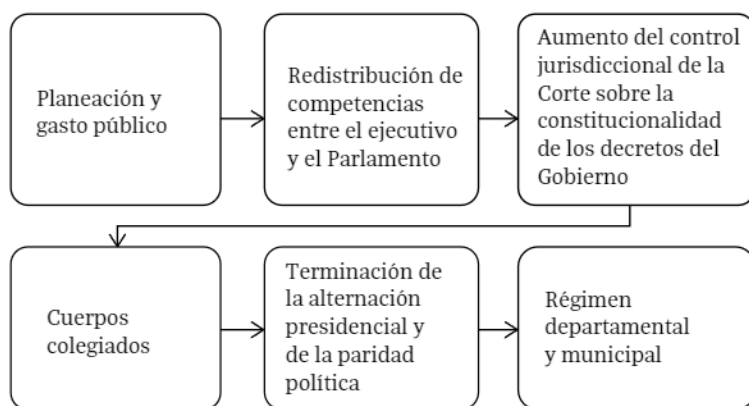 Planeación y
gasto público
Redistribución de
competencias
entre el ejecutivo
y el Parlamento
Aumento del control
jurisdiccional de la
Corte sobre la
constitucionalidad
de los decretos del
Gobierno
Cuerpos
colegiados
Terminación de
la alternación
presidencial y
de la paridad
política
Régimen
departamental
y municipal